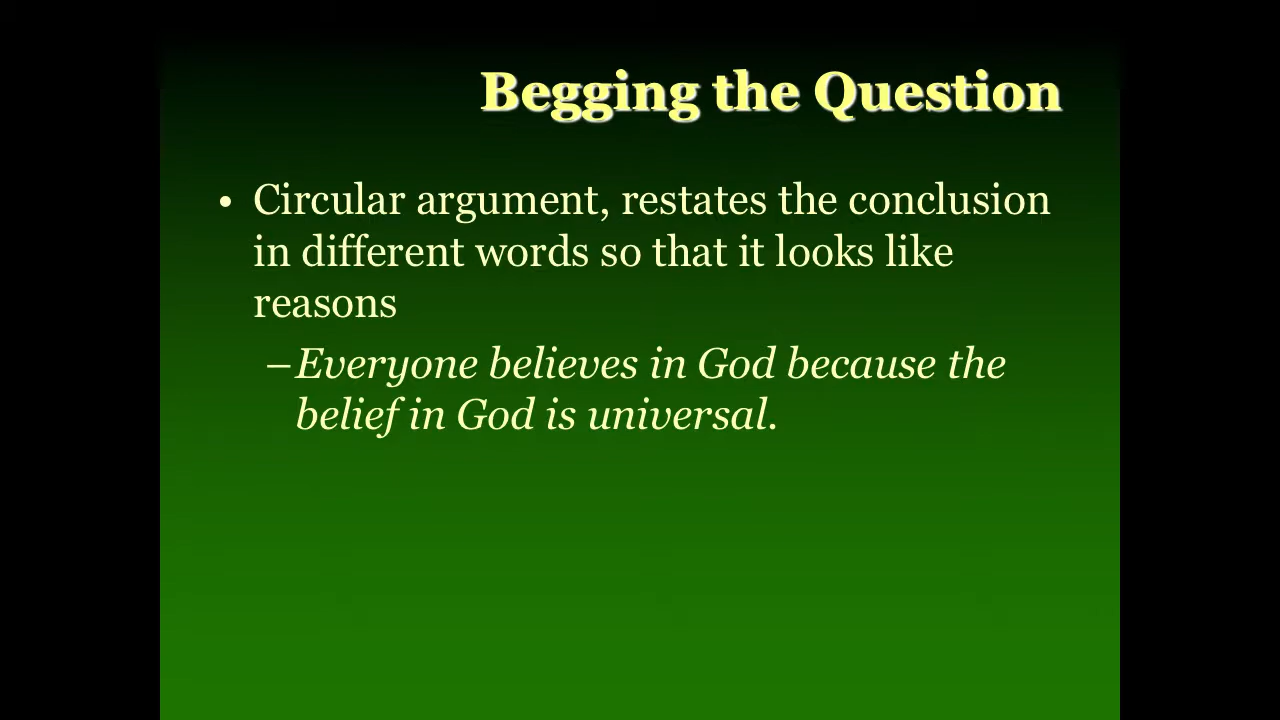 Begging the Question
• Circular argument, restates the conclusion
in different words so that it looks like
reasons
–Everyone believes in God because the
belief in God is universal.